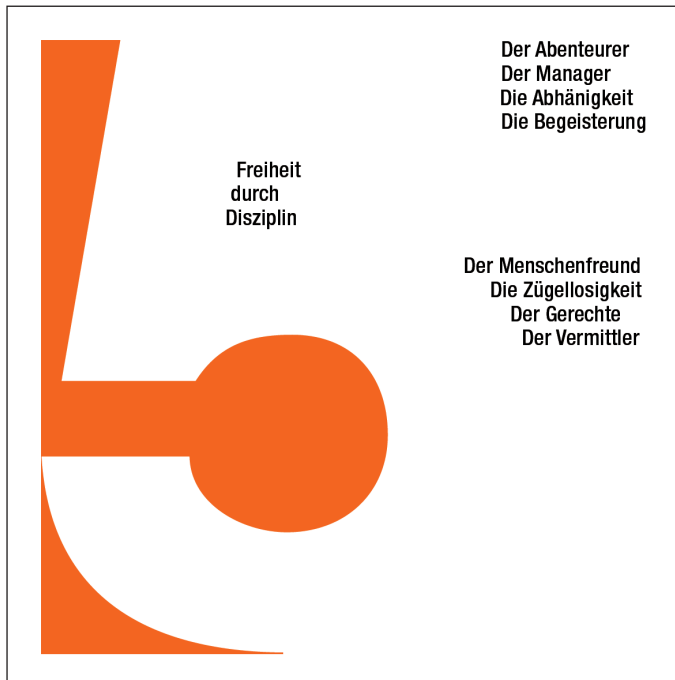 Der Abenteurer
Der Manager
Die Abhänigkeit
Die Begeisterung
Freiheit
durch
Disziplin
Der Menschenfreund
Die Zügellosigkeit
Der Gerechte
Der Vermittler